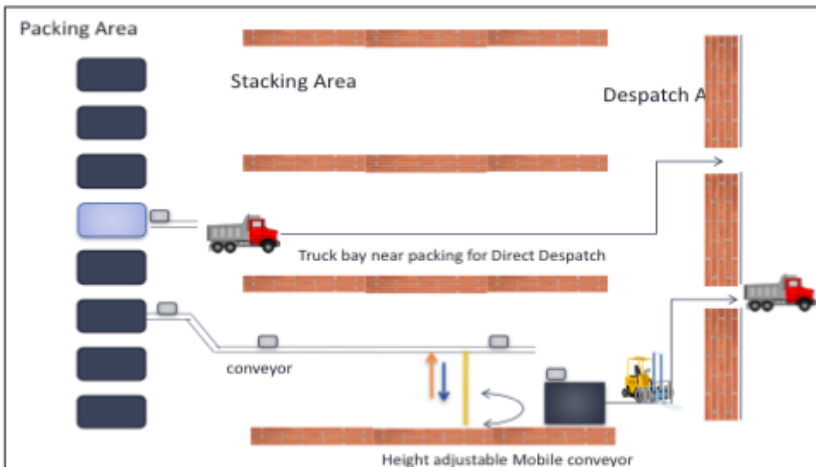 Packing Area
Stacking Area
Despatch A
Truck bay near packing for Direct Despatch
conveyor
Height adjustable Mobile conveyor